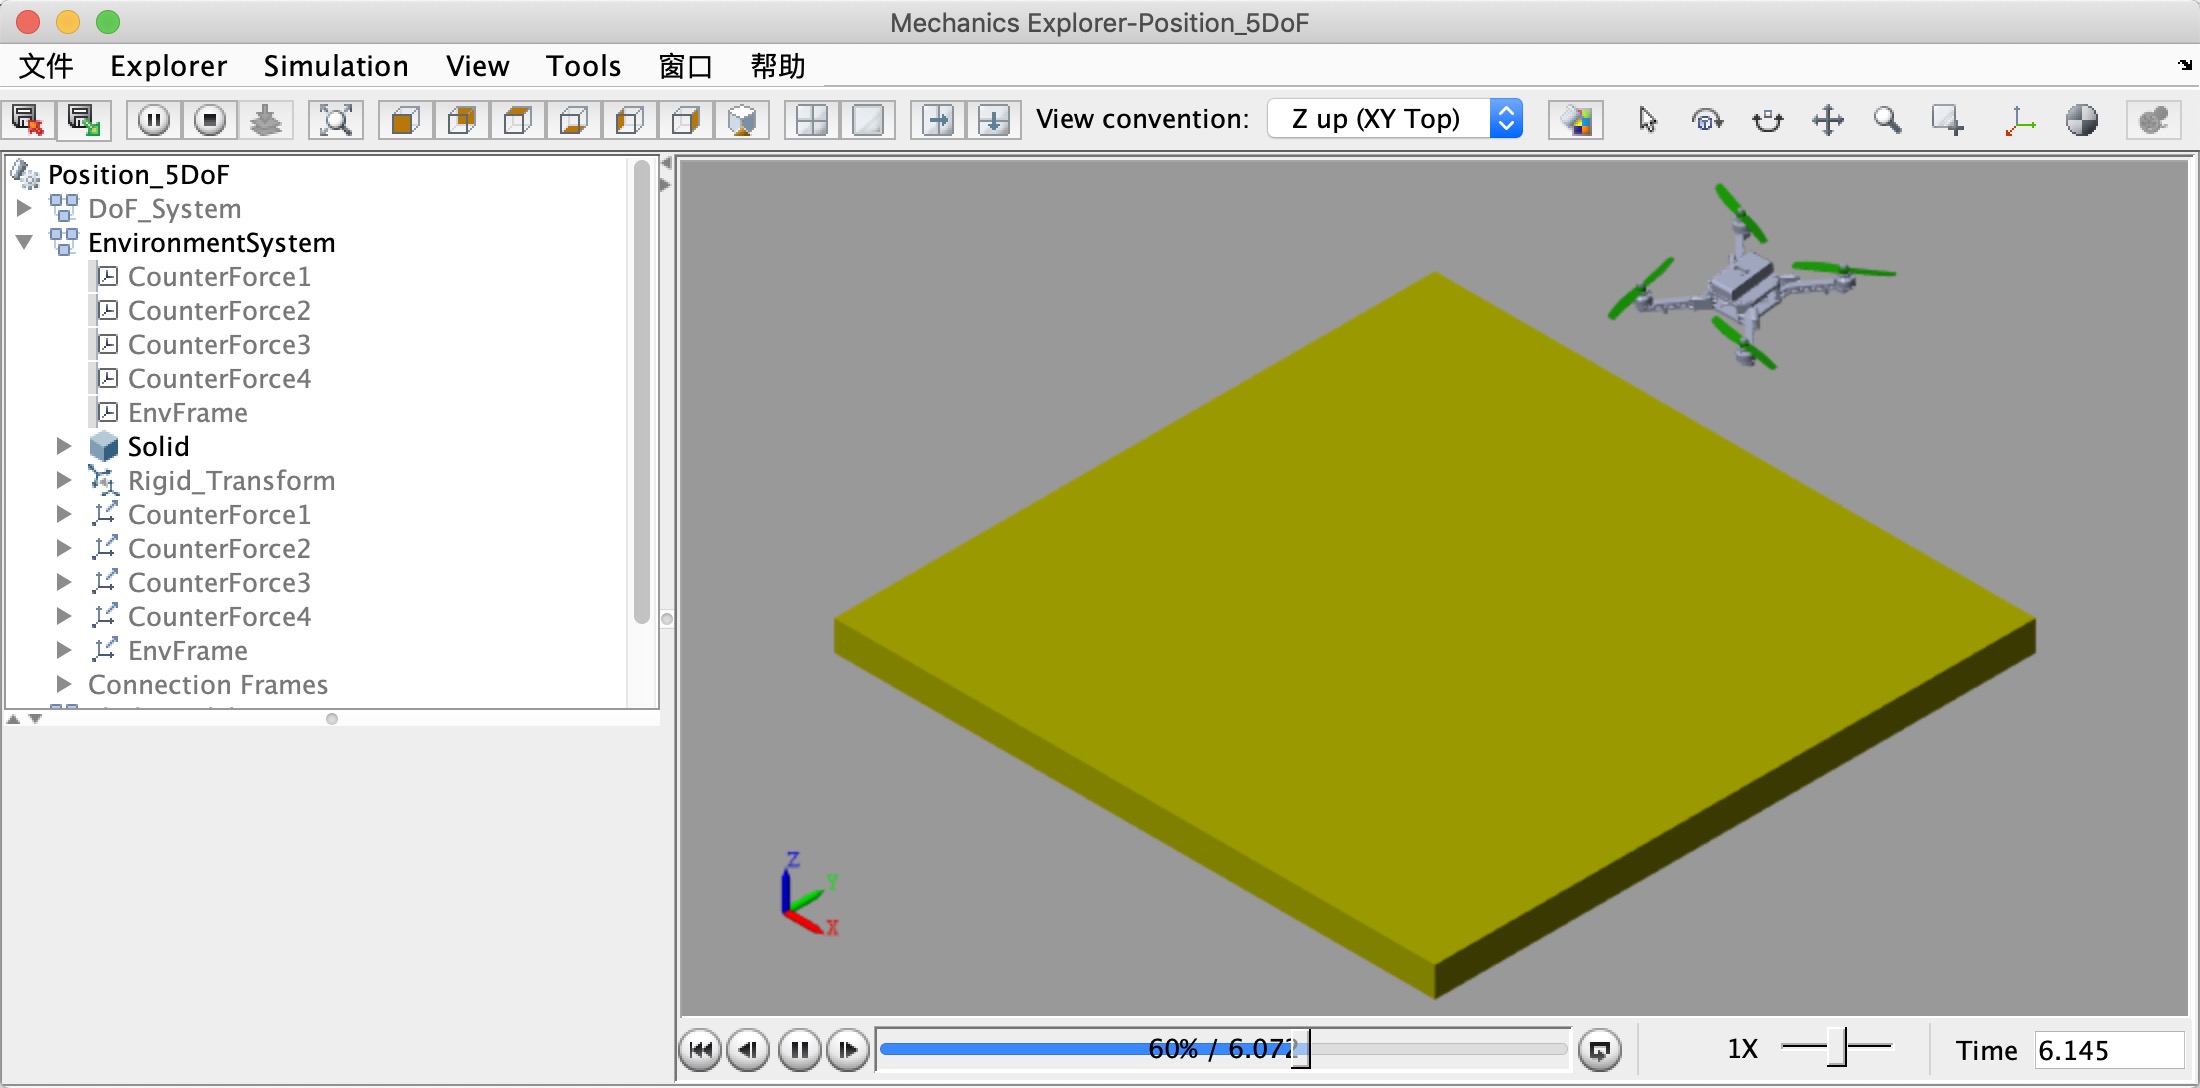 Mechanics Explorer-Position_5DoF
文件 Explorer Simulation View Tools 窗口 帮助
View convention: Z up (XY Top)
Position_5DoF
DoF_System
EnvironmentSystem
CounterForce1
CounterForce2
CounterForce3
CounterForce4
EnvFrame
Solid
Rigid_Transform
CounterForce1
CounterForce2
CounterForce3
CounterForce4
EnvFrame
Connection Frames
Z
Y
X
60% / 6.072
1X
Time 6.145